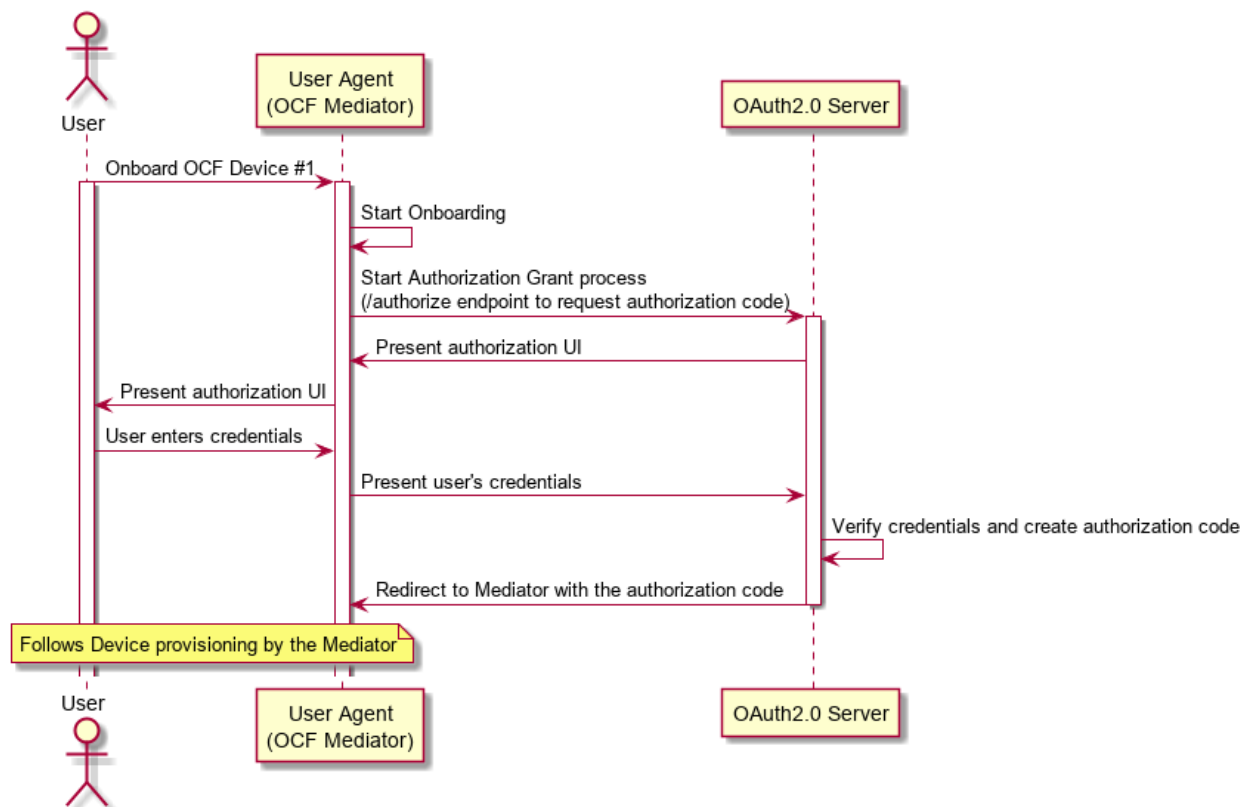 User
User Agent
(OCF Mediator)
OAuth2.0 Server
Onboard OCF Device #1
Start Onboarding
Start Authorization Grant process
(/authorize endpoint to request authorization code)
Present authorization UI
Present authorization UI
User enters credentials
Present user's credentials
Verify credentials and create authorization code
Redirect to Mediator with the authorization code
Follows Device provisioning by the Mediator
User
User Agent
(OCF Mediator)
OAuth2.0 Server